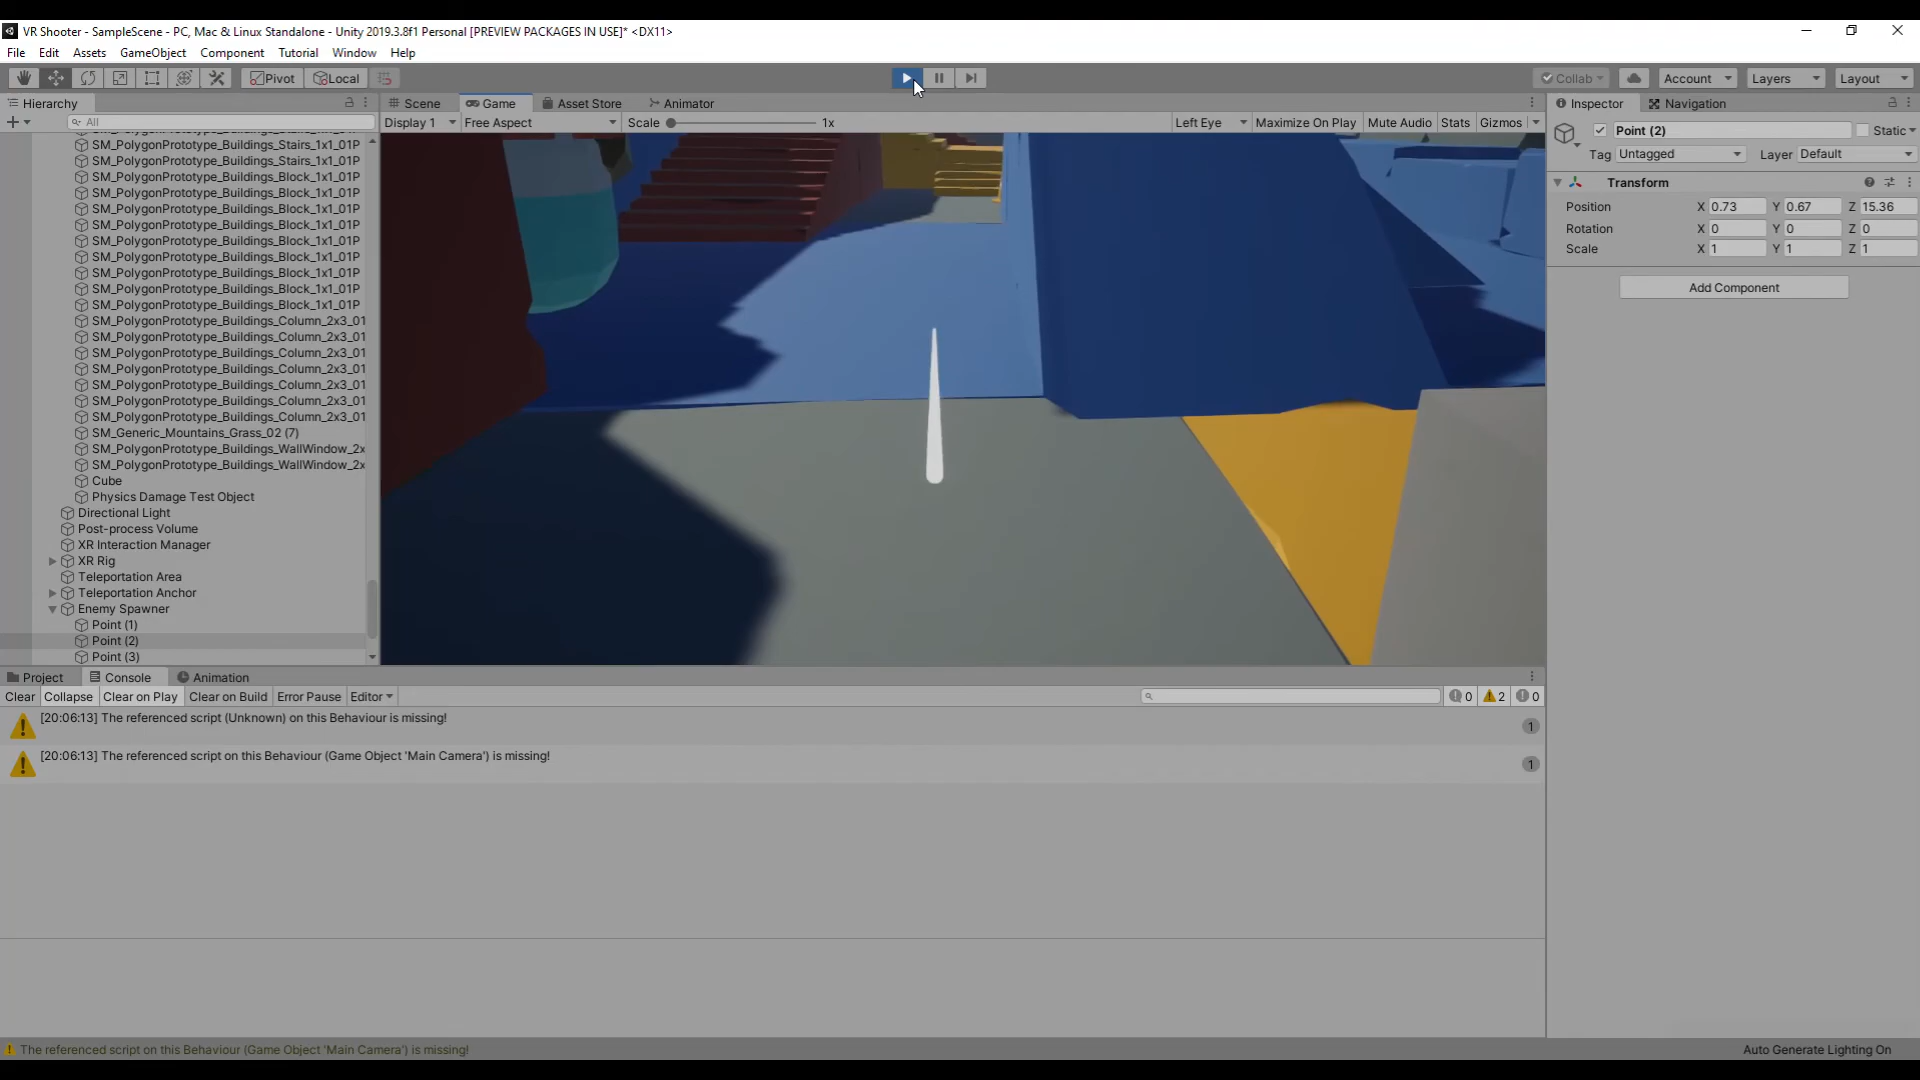 VR Shooter - SampleScene - PC, Mac & Linux Standalone - Unity 2019.3.8f1 Personal [PREVIEW PACKAGES IN USE]* <DX11>
File Edit Assets GameObject Component Tutorial Window Help
Pivot Local Collab Account Layers Layout
Hierarchy Scene Game Asset Store Animator Inspector Navigation
All Display 1 Free Aspect Scale 1x Left Eye Maximize On Play Mute Audio Stats Gizmos
Point (2) Static
Tag Untagged Layer Default
Transform
Position X 0.73 Y 0.67 Z 15.36
Rotation X 0 Y 0 Z 0
Scale X 1 Y 1 Z 1
Add Component
SM_PolygonPrototype_Buildings_Stairs_1x1_01P
SM_PolygonPrototype_Buildings_Stairs_1x1_01P
SM_PolygonPrototype_Buildings_Stairs_1x1_01P
SM_PolygonPrototype_Buildings_Block_1x1_01P
SM_PolygonPrototype_Buildings_Block_1x1_01P
SM_PolygonPrototype_Buildings_Block_1x1_01P
SM_PolygonPrototype_Buildings_Block_1x1_01P
SM_PolygonPrototype_Buildings_Block_1x1_01P
SM_PolygonPrototype_Buildings_Block_1x1_01P
SM_PolygonPrototype_Buildings_Block_1x1_01P
SM_PolygonPrototype_Buildings_Block_1x1_01P
SM_PolygonPrototype_Buildings_Block_1x1_01P
SM_PolygonPrototype_Buildings_Column_2x3_01
SM_PolygonPrototype_Buildings_Column_2x3_01
SM_PolygonPrototype_Buildings_Column_2x3_01
SM_PolygonPrototype_Buildings_Column_2x3_01
SM_PolygonPrototype_Buildings_Column_2x3_01
SM_PolygonPrototype_Buildings_Column_2x3_01
SM_PolygonPrototype_Buildings_Column_2x3_01
SM_Generic_Mountains_Grass_02 (7)
SM_PolygonPrototype_Buildings_WallWindow_2x
SM_PolygonPrototype_Buildings_WallWindow_2x
Cube
Physics Damage Test Object
Directional Light
Post-process Volume
XR Interaction Manager
XR Rig
Teleportation Area
Teleportation Anchor
Enemy Spawner
Point (1)
Point (2)
Point (3)
Project Console Animation
Clear Collapse Clear on Play Clear on Build Error Pause Editor 0 2 0
[20:06:13] The referenced script (Unknown) on this Behaviour is missing! 1
[20:06:13] The referenced script on this Behaviour (Game Object 'Main Camera') is missing! 1
The referenced script on this Behaviour (Game Object 'Main Camera') is missing! Auto Generate Lighting On